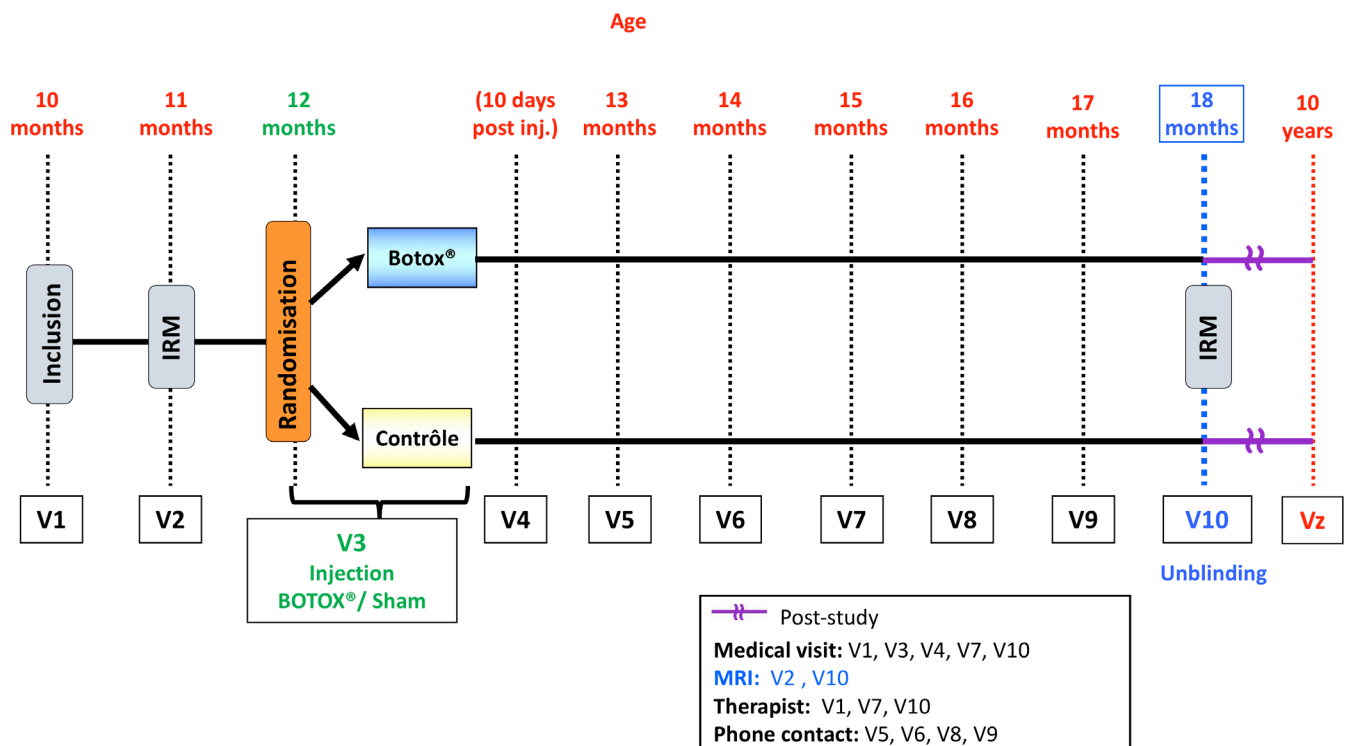 Age
10 months
11 months
12 months
(10 days post inj.)
13 months
14 months
15 months
16 months
17 months
18 months
10 years
Inclusion
IRM
Randomisation
Botox®
Contrôle
IRM
V1
V2
V3
Injection
BOTOX®/ Sham
V4
V5
V6
V7
V8
V9
V10
Vz
Unblinding
Post-study
Medical visit: V1, V3, V4, V7, V10
MRI: V2 , V10
Therapist: V1, V7, V10
Phone contact: V5, V6, V8, V9